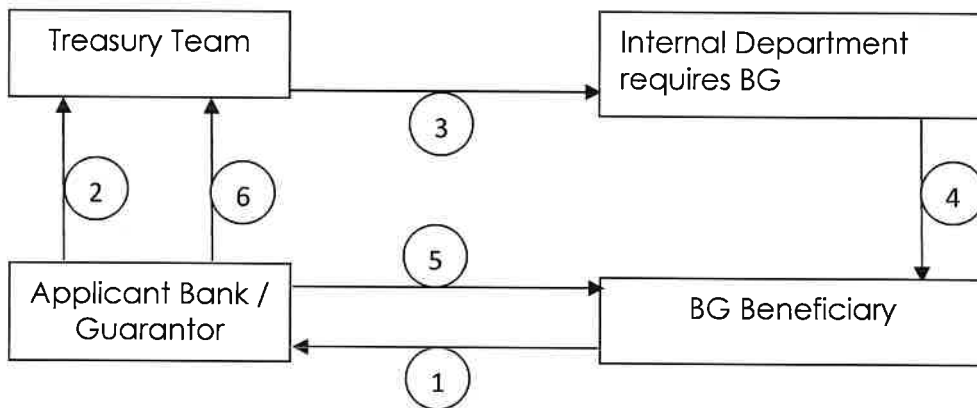 Treasury Team
Internal Department
requires BG
3
2
6
4
5
Applicant Bank /
Guarantor
BG Beneficiary
1